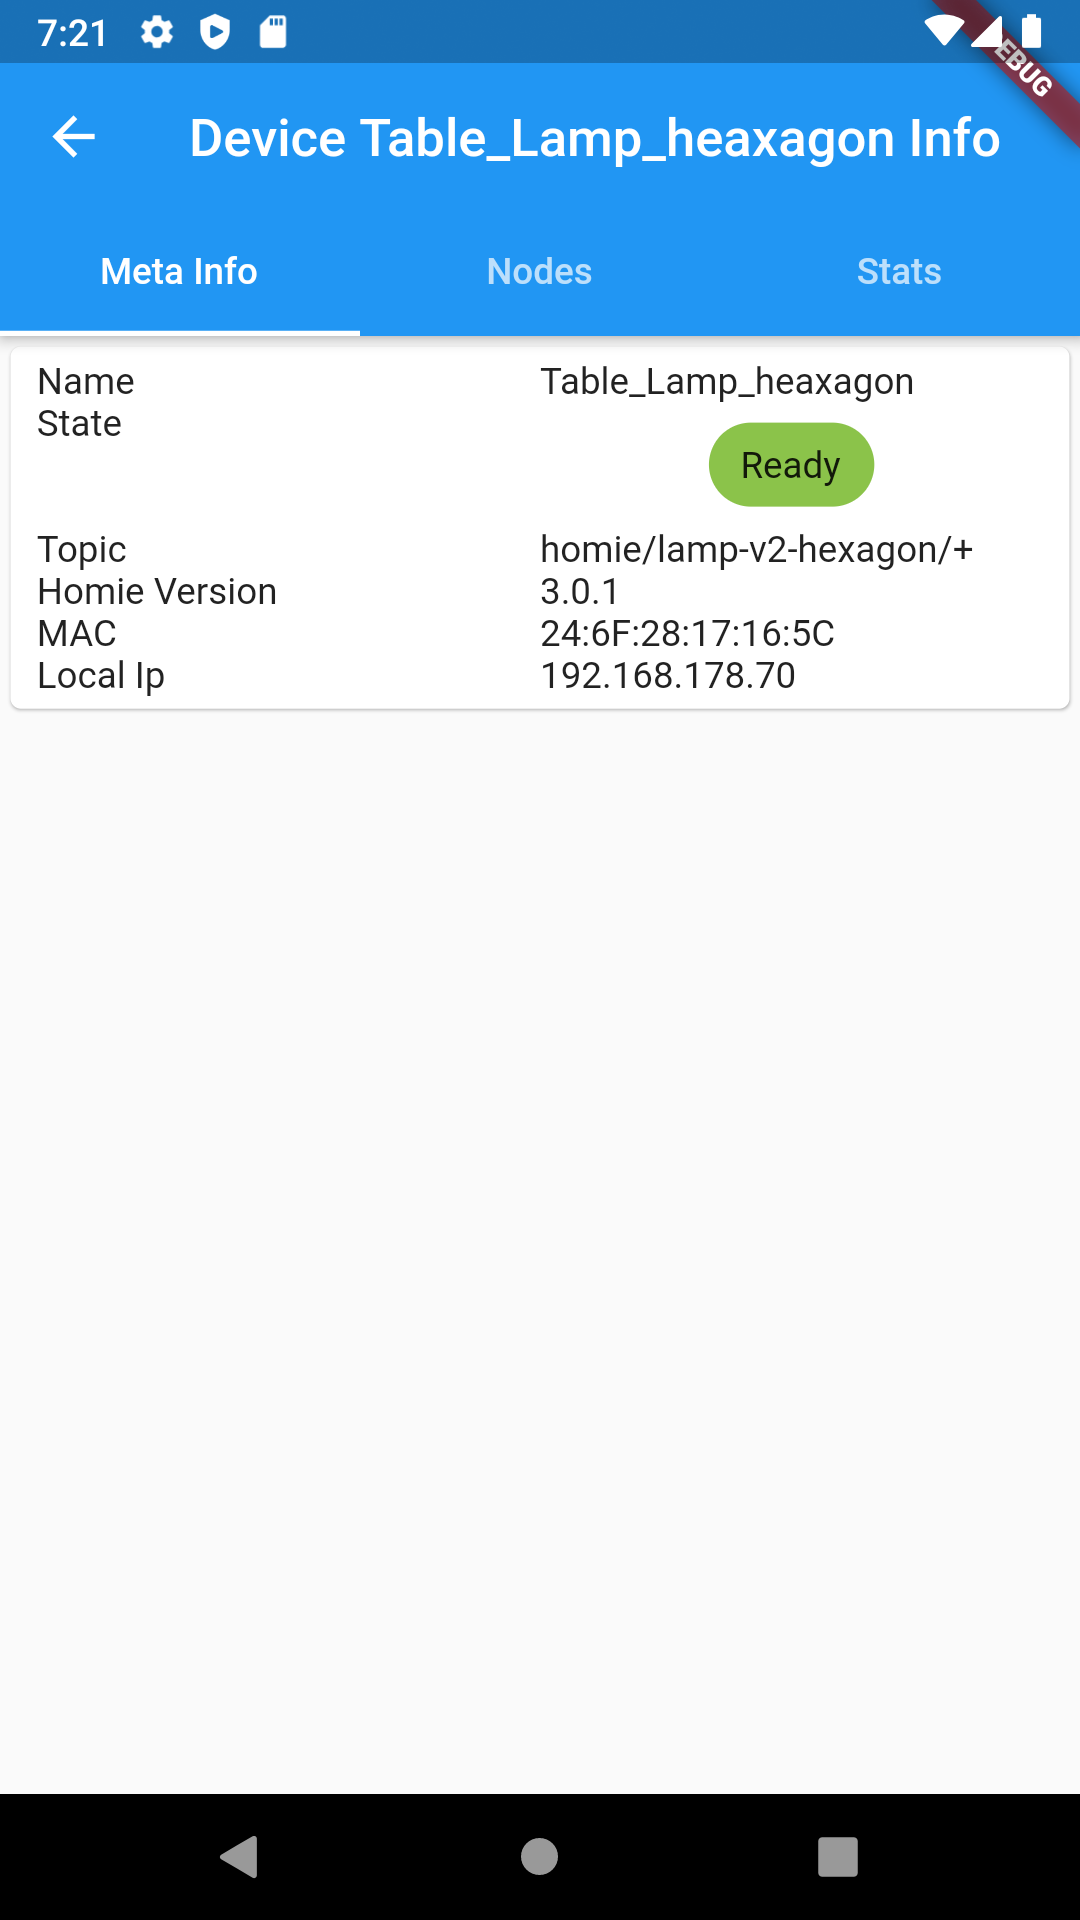 7:21
EBUG
Device Table_Lamp_heaxagon Info
Meta Info Nodes Stats
Name Table_Lamp_heaxagon
State
Ready
Topic homie/lamp-v2-hexagon/+
Homie Version 3.0.1
MAC 24:6F:28:17:16:5C
Local Ip 192.168.178.70